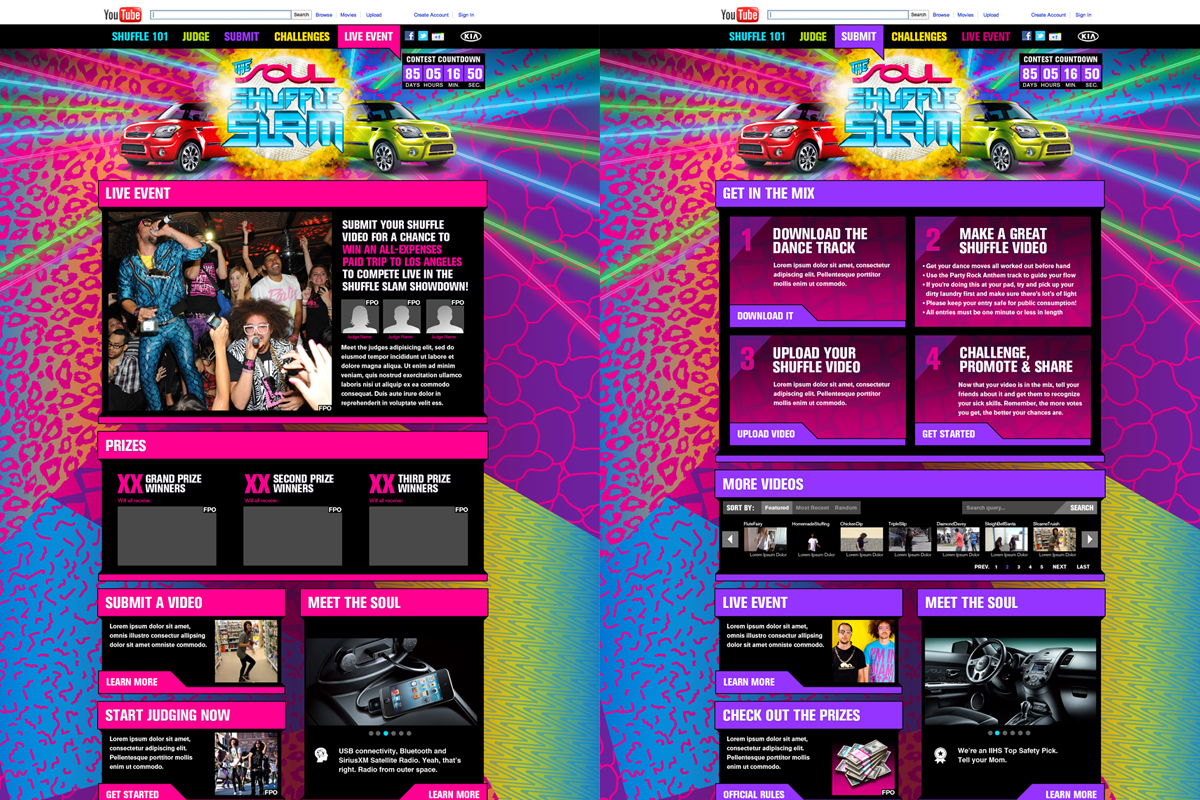 YouTube
Search Browse Movies Upload Create Account Sign In
SHUFFLE 101 JUDGE SUBMIT CHALLENGES LIVE EVENT KIA
CONTEST COUNTDOWN
85 05 16 50
DAYS HOURS MIN. SEC.
THE SOUL
SHUFFLE
SLAM
LIVE EVENT
SUBMIT YOUR SHUFFLE
VIDEO FOR A CHANCE TO
WIN AN ALL-EXPENSES
PAID TRIP TO LOS ANGELES
TO COMPETE LIVE IN THE
SHUFFLE SLAM SHOWDOWN!
FPO FPO FPO
Judge Name Judge Name Judge Name
Meet the judges adipisicing elit, sed do
eiusmod tempor incididunt ut labore et
dolore magna aliqua. Ut enim ad minim
veniam, quis nostrud exercitation ullamco
laboris nisi ut aliquip ex ea commodo
consequat. Duis aute irure dolor in
reprehenderit in voluptate velit ess.
FPO
PRIZES
XX GRAND PRIZE
WINNERS
Will all receive:
FPO
XX SECOND PRIZE
WINNERS
Will all receive:
FPO
XX THIRD PRIZE
WINNERS
Will all receive:
FPO
SUBMIT A VIDEO
Lorem ipsum dolor sit amet,
omnis illustro consectur allipsing
dolor sit amet omniste commodo.
LEARN MORE
START JUDGING NOW
Lorem ipsum dolor sit amet,
consectetur adipiscing elit.
Pellentesque porttitor mollis
enim ut commodo.
FPO
GET STARTED
MEET THE SOUL
USB connectivity, Bluetooth and
SiriusXM Satellite Radio. Yeah, that's
right. Radio from outer space.
LEARN MORE
YouTube
Search Browse Movies Upload Create Account Sign In
SHUFFLE 101 JUDGE SUBMIT CHALLENGES LIVE EVENT KIA
CONTEST COUNTDOWN
85 05 16 50
DAYS HOURS MIN. SEC.
THE SOUL
SHUFFLE
SLAM
GET IN THE MIX
1 DOWNLOAD THE
DANCE TRACK
Lorem ipsum dolor sit amet, consectetur
adipiscing elit. Pellentesque porttitor
mollis enim ut commodo.
DOWNLOAD IT
2 MAKE A GREAT
SHUFFLE VIDEO
• Get your dance moves all worked out before hand
• Use the Party Rock Anthem track to guide your flow
• If you're doing this at your pad, try and pick up your
dirty laundry first and make sure there's lot's of light
• Please keep your entry safe for public consumption!
• All entries must be one minute or less in length
3 UPLOAD YOUR
SHUFFLE VIDEO
Lorem ipsum dolor sit amet, consectetur
adipiscing elit. Pellentesque porttitor
mollis enim ut commodo.
UPLOAD VIDEO
4 CHALLENGE,
PROMOTE & SHARE
Now that your video is in the mix, tell your
friends about it and get them to recognize
your sick skills. Remember, the more votes
you get, the better your chances are.
GET STARTED
MORE VIDEOS
SORT BY: Featured Most Recent Random Search query... SEARCH
FluteFairy HomemadeStuffing ChickenDip TripleSlip DiamondDavey SleighBellSanta SloaneTrush
Lorem Ipsum Dolor Lorem Ipsum Dolor Lorem Ipsum Dolor Lorem Ipsum Dolor Lorem Ipsum Dolor Lorem Ipsum Dolor Lorem Ipsum Dolor
PREV. 1 2 3 4 5 NEXT LAST
LIVE EVENT
Lorem ipsum dolor sit amet,
omnis illustro consectur allipsing
dolor sit amet omniste commodo.
LEARN MORE
CHECK OUT THE PRIZES
Lorem ipsum dolor sit amet,
consectetur adipiscing elit.
Pellentesque porttitor mollis
enim ut commodo.
FPO
OFFICIAL RULES
MEET THE SOUL
We're an IIHS Top Safety Pick.
Tell your Mom.
LEARN MORE